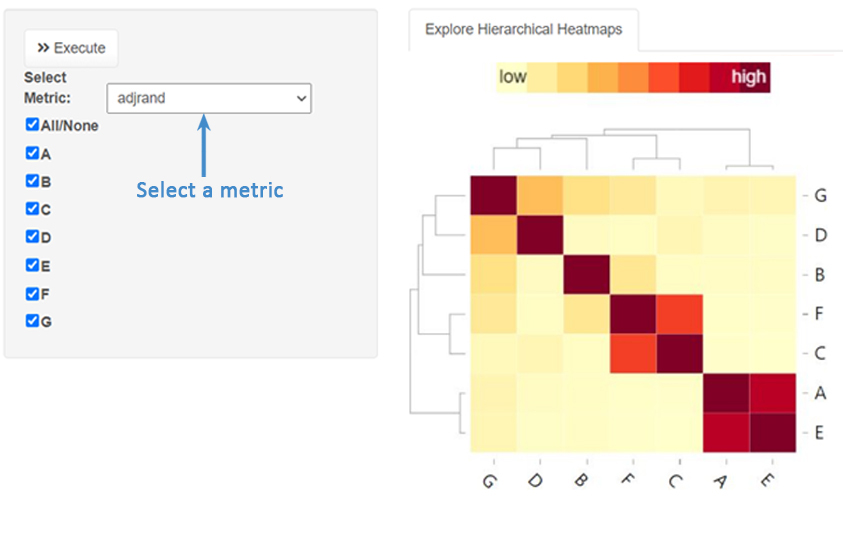 Execute
Select
Metric:
adjrand
All/None
A
B
C
D
E
F
G
Select a metric
Explore Hierarchical Heatmaps
low
high
G
D
B
F
C
A
E
G D B F C A E